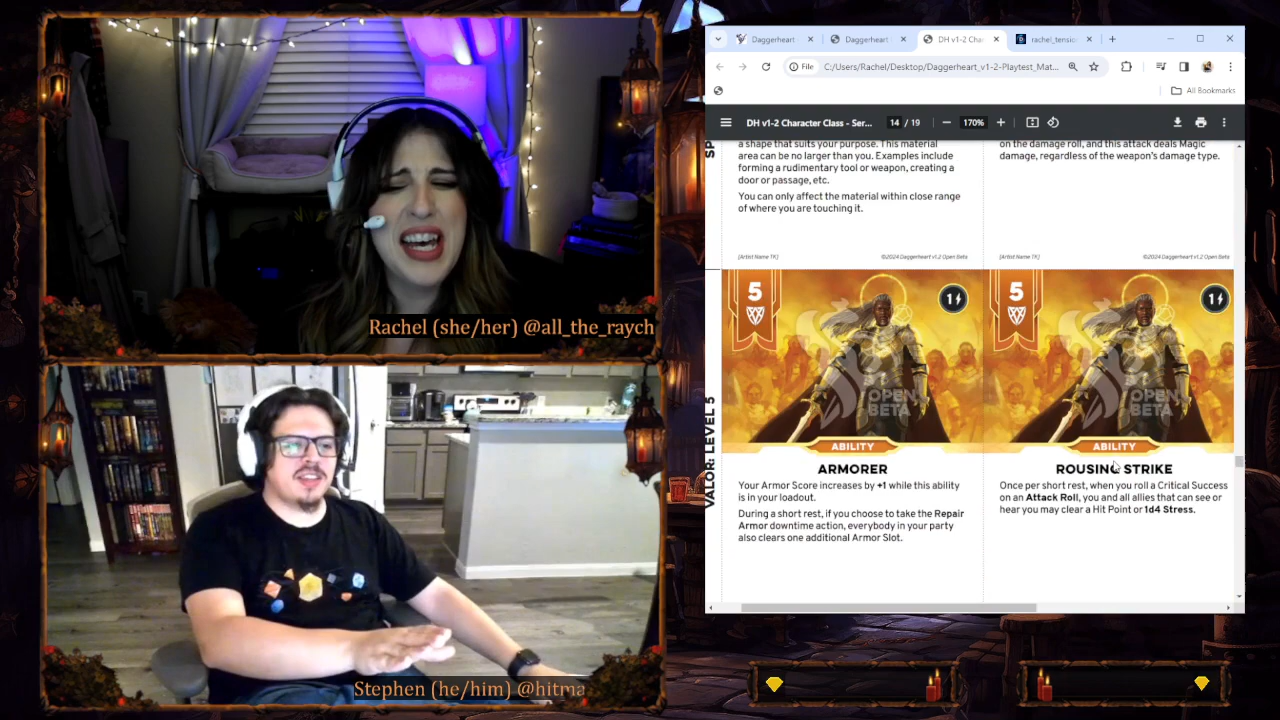 Daggerheart
Daggerheart
DH v1-2 Cha
rachel_tensio
File
C:/Users/Rachel/Desktop/Daggerheart_v1-2-Playtest_Mat...
All Bookmarks
DH v1-2 Character Class - Ser...
14 / 19
170%
a shape that suits your purpose. This material
area can be no larger than you. Examples include
forming a rudimentary tool or weapon, creating a
door or passage, etc.
You can only affect the material within close range
of where you are touching it.
[Artist Name TK]
©2024 Daggerheart v1.2 Open Beta
on the damage roll, and this attack deals Magic
damage, regardless of the weapon's damage type.
[Artist Name TK]
©2024 Daggerheart v1.2 Open Beta
SP
VALOR: LEVEL 5
5
1
OPEN
BETA
ABILITY
ARMORER
Your Armor Score increases by +1 while this ability
is in your loadout.
During a short rest, if you choose to take the Repair
Armor downtime action, everybody in your party
also clears one additional Armor Slot.
5
1
OPEN
BETA
ABILITY
ROUSING STRIKE
Once per short rest, when you roll a Critical Success
on an Attack Roll, you and all allies that can see or
hear you may clear a Hit Point or 1d4 Stress.
Rachel (she/her) @all_the_raych
Stephen (he/him) @hitma